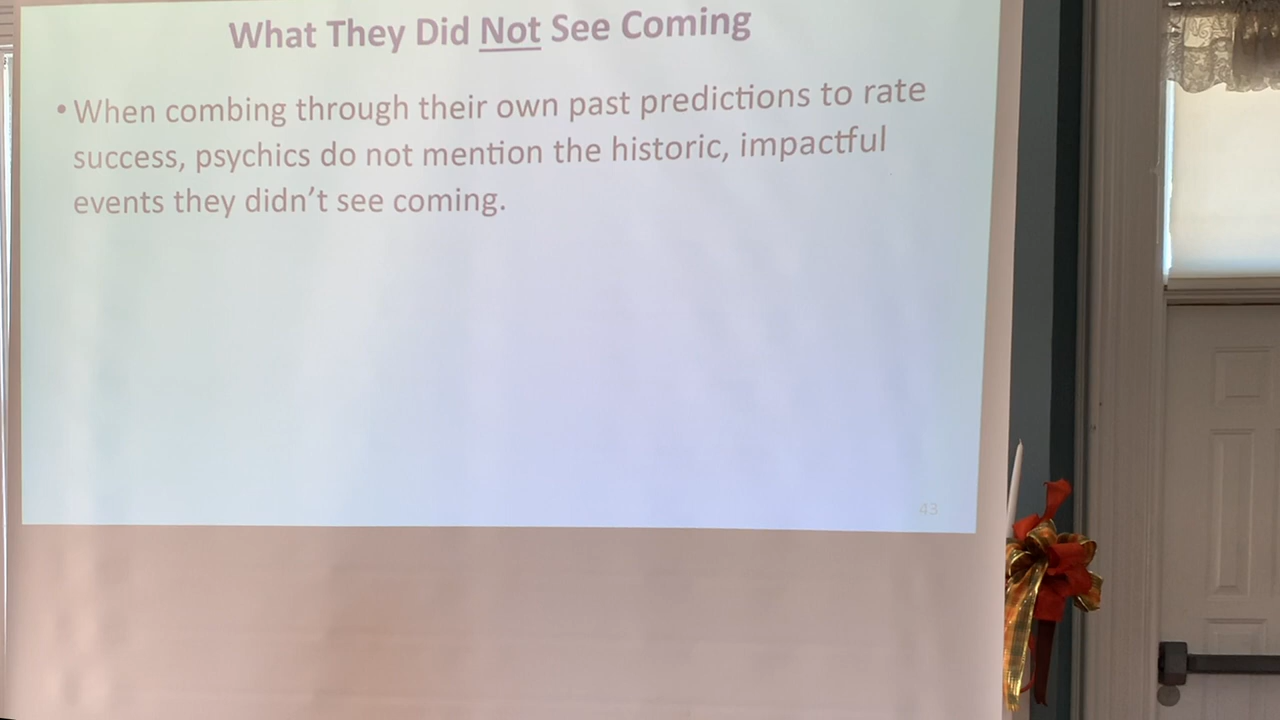 What They Did Not See Coming
• When combing through their own past predictions to rate
success, psychics do not mention the historic, impactful
events they didn’t see coming.
43